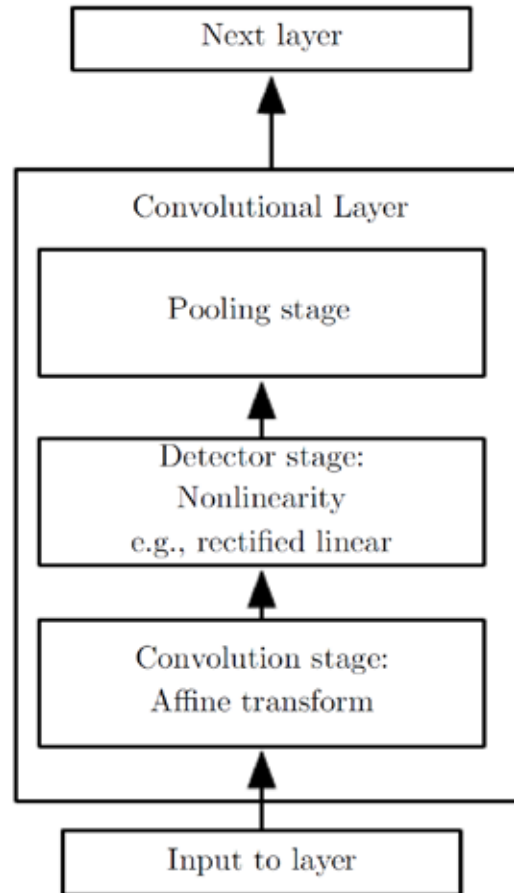 Next layer
Convolutional Layer
Pooling stage
Detector stage:
Nonlinearity
e.g., rectified linear
Convolution stage:
Affine transform
Input to layer